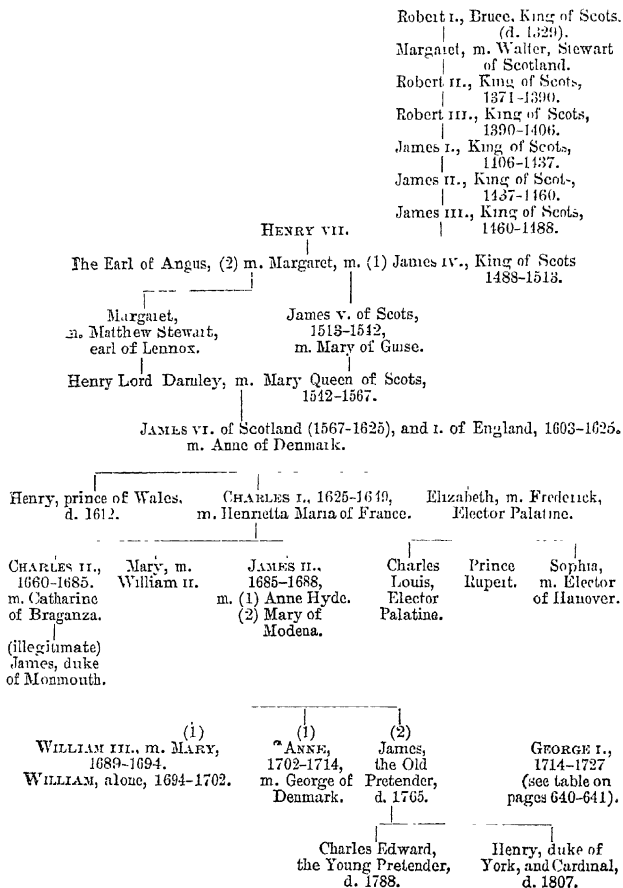 Robert I., Bruce, King of Scots.
(d. 1329).
Margaret, m. Walter, Stewart
of Scotland.
Robert II., King of Scots,
1371-1390.
Robert III., King of Scots,
1390-1406.
James I., King of Scots,
1406-1437.
James II., King of Scots,
1437-1460.
James III., King of Scots,
1460-1488.
HENRY VII.
The Earl of Angus, (2) m. Margaret, m. (1) James IV., King of Scots
1488-1513.
Margaret,
m. Matthew Stewart,
earl of Lennox.
James V. of Scots,
1513-1542,
m. Mary of Guise.
Henry Lord Darnley, m. Mary Queen of Scots,
1542-1567.
JAMES VI. of Scotland (1567-1625), and I. of England, 1603-1625.
m. Anne of Denmark.
Henry, prince of Wales,
d. 1612.
CHARLES I., 1625-1649,
m. Henrietta Maria of France.
Elizabeth, m. Frederick,
Elector Palatine.
CHARLES II.,
1660-1685.
m. Catharine
of Braganza.
(illegitimate)
James, duke
of Monmouth.
Mary, m.
William II.
JAMES II.,
1685-1688,
m. (1) Anne Hyde.
(2) Mary of
Modena.
Charles
Louis,
Elector
Palatine.
Prince
Rupert.
Sophia,
m. Elector
of Hanover.
(1)
WILLIAM III., m. MARY,
1689-1694.
WILLIAM, alone, 1694-1702.
(1)
ANNE,
1702-1714,
m. George of
Denmark.
(2)
James,
the Old
Pretender,
d. 1765.
GEORGE I.,
1714-1727
(see table on
pages 640-641).
Charles Edward,
the Young Pretender,
d. 1788.
Henry, duke of
York, and Cardinal,
d. 1807.